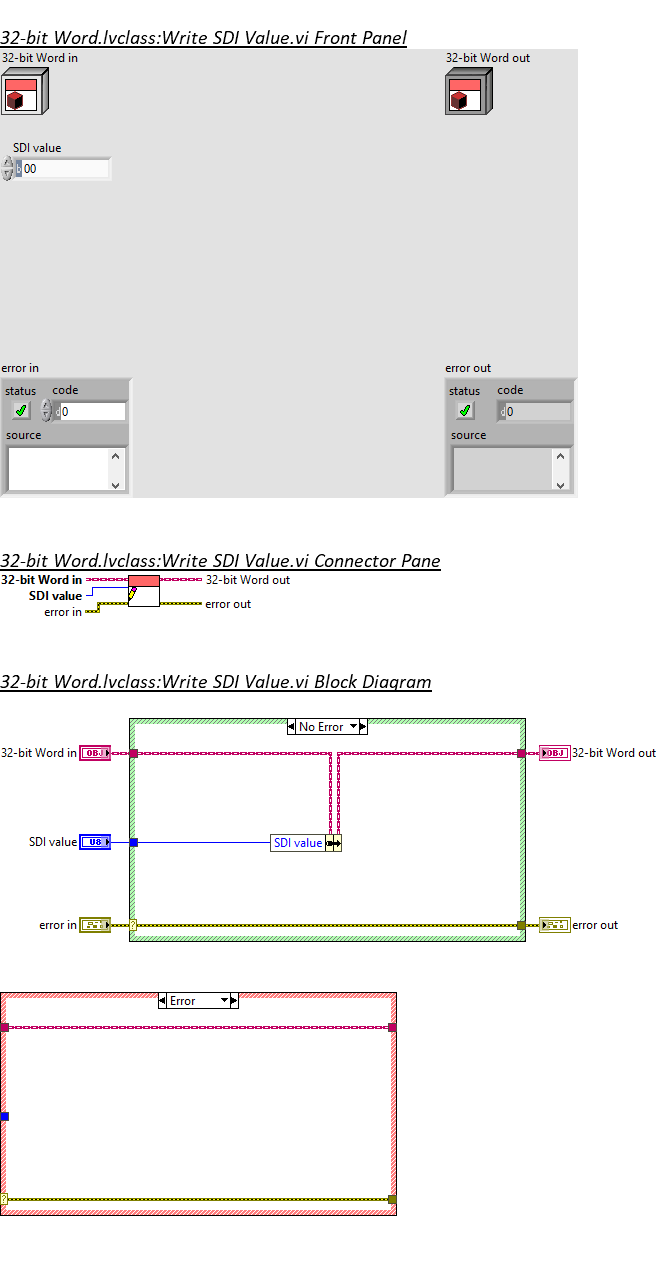 32-bit Word.lvclass:Write SDI Value.vi Front Panel
32-bit Word in
32-bit Word out
SDI value
b 00
error in
error out
status code
status code
d 0
d 0
source
source
32-bit Word.lvclass:Write SDI Value.vi Connector Pane
32-bit Word in
32-bit Word out
SDI value
error in
error out
32-bit Word.lvclass:Write SDI Value.vi Block Diagram
No Error
32-bit Word in OBJ
OBJ 32-bit Word out
SDI value U8
SDI value
error in
? 
error out
Error
?